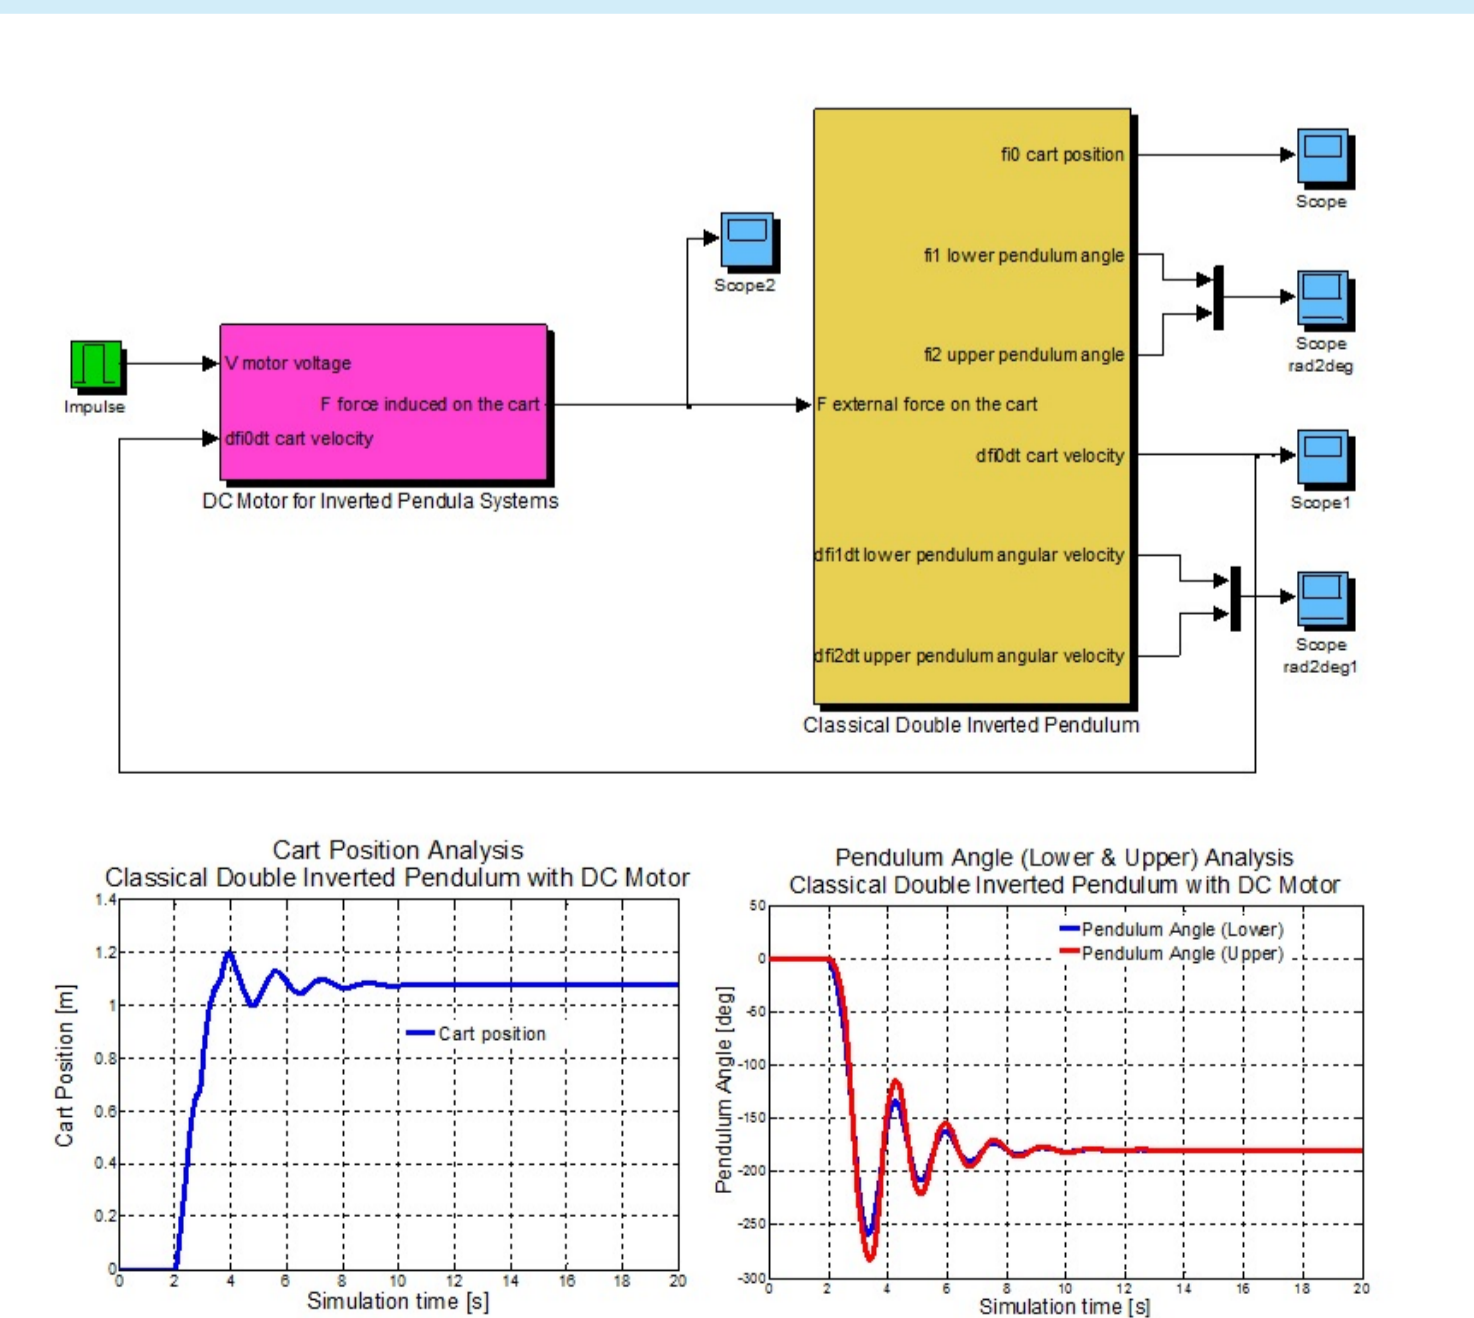 fi0 cart position
Scope
fi1 lower pendulum angle
Scope2
fi2 upper pendulum angle
Scope
rad2deg
V motor voltage
Impulse
F force induced on the cart
F external force on the cart
dfi0dt cart velocity
dfi0dt cart velocity
DC Motor for Inverted Pendula Systems
Scope1
dfi1dt lower pendulum angular velocity
dfi2dt upper pendulum angular velocity
Scope
rad2deg1
Classical Double Inverted Pendulum
Cart Position Analysis
Classical Double Inverted Pendulum with DC Motor
1.4
1.2
1
0.8
0.6
0.4
0.2
0
Cart Position [m]
Cart position
0 2 4 6 8 10 12 14 16 18 20
Simulation time [s]
Pendulum Angle (Lower & Upper) Analysis
Classical Double Inverted Pendulum with DC Motor
50
0
-50
-100
-150
-200
-250
-300
Pendulum Angle [deg]
Pendulum Angle (Lower)
Pendulum Angle (Upper)
0 2 4 6 8 10 12 14 16 18 20
Simulation time [s]